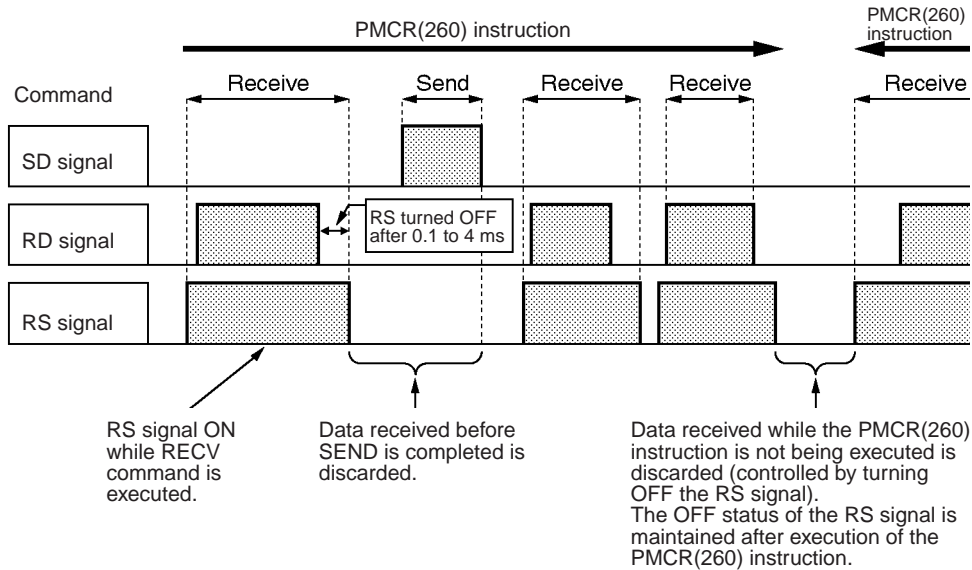 PMCR(260) instruction
PMCR(260)
instruction
Command
Receive
Send
Receive
Receive
Receive
SD signal
RD signal
RS turned OFF
after 0.1 to 4 ms
RS signal
RS signal ON
while RECV
command is
executed.
Data received before
SEND is completed is
discarded.
Data received while the PMCR(260)
instruction is not being executed is
discarded (controlled by turning
OFF the RS signal).
The OFF status of the RS signal is
maintained after execution of the
PMCR(260) instruction.